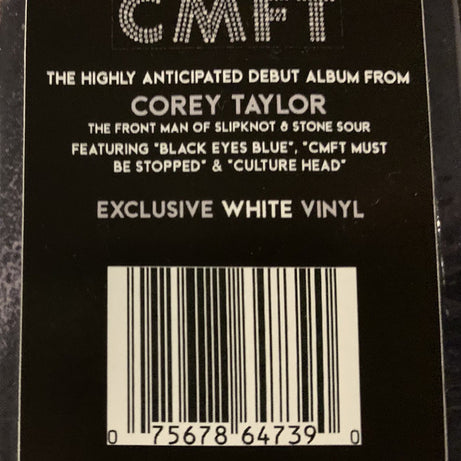 CMFT
THE HIGHLY ANTICIPATED DEBUT ALBUM FROM
COREY TAYLOR
THE FRONT MAN OF SLIPKNOT & STONE SOUR
FEATURING "BLACK EYES BLUE", "CMFT MUST
BE STOPPED" & "CULTURE HEAD"
EXCLUSIVE WHITE VINYL
0 75678 64739 0